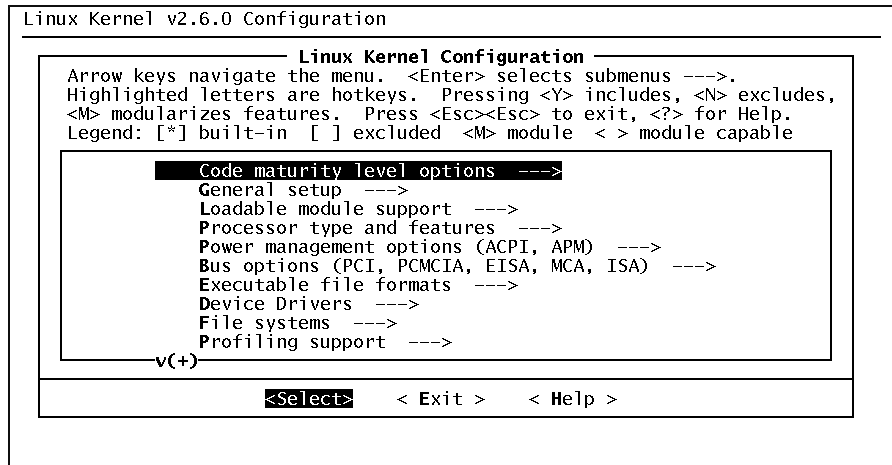 Linux Kernel v2.6.0 Configuration
Linux Kernel Configuration
Arrow keys navigate the menu.  <Enter> selects submenus --->.
Highlighted letters are hotkeys.  Pressing <Y> includes, <N> excludes,
<M> modularizes features.  Press <Esc><Esc> to exit, <?> for Help.
Legend: [*] built-in  [ ] excluded  <M> module  < > module capable
Code maturity level options  --->
General setup  --->
Loadable module support  --->
Processor type and features  --->
Power management options (ACPI, APM)  --->
Bus options (PCI, PCMCIA, EISA, MCA, ISA)  --->
Executable file formats  --->
Device Drivers  --->
File systems  --->
Profiling support  --->
v(+)
<Select>    < Exit >    < Help >